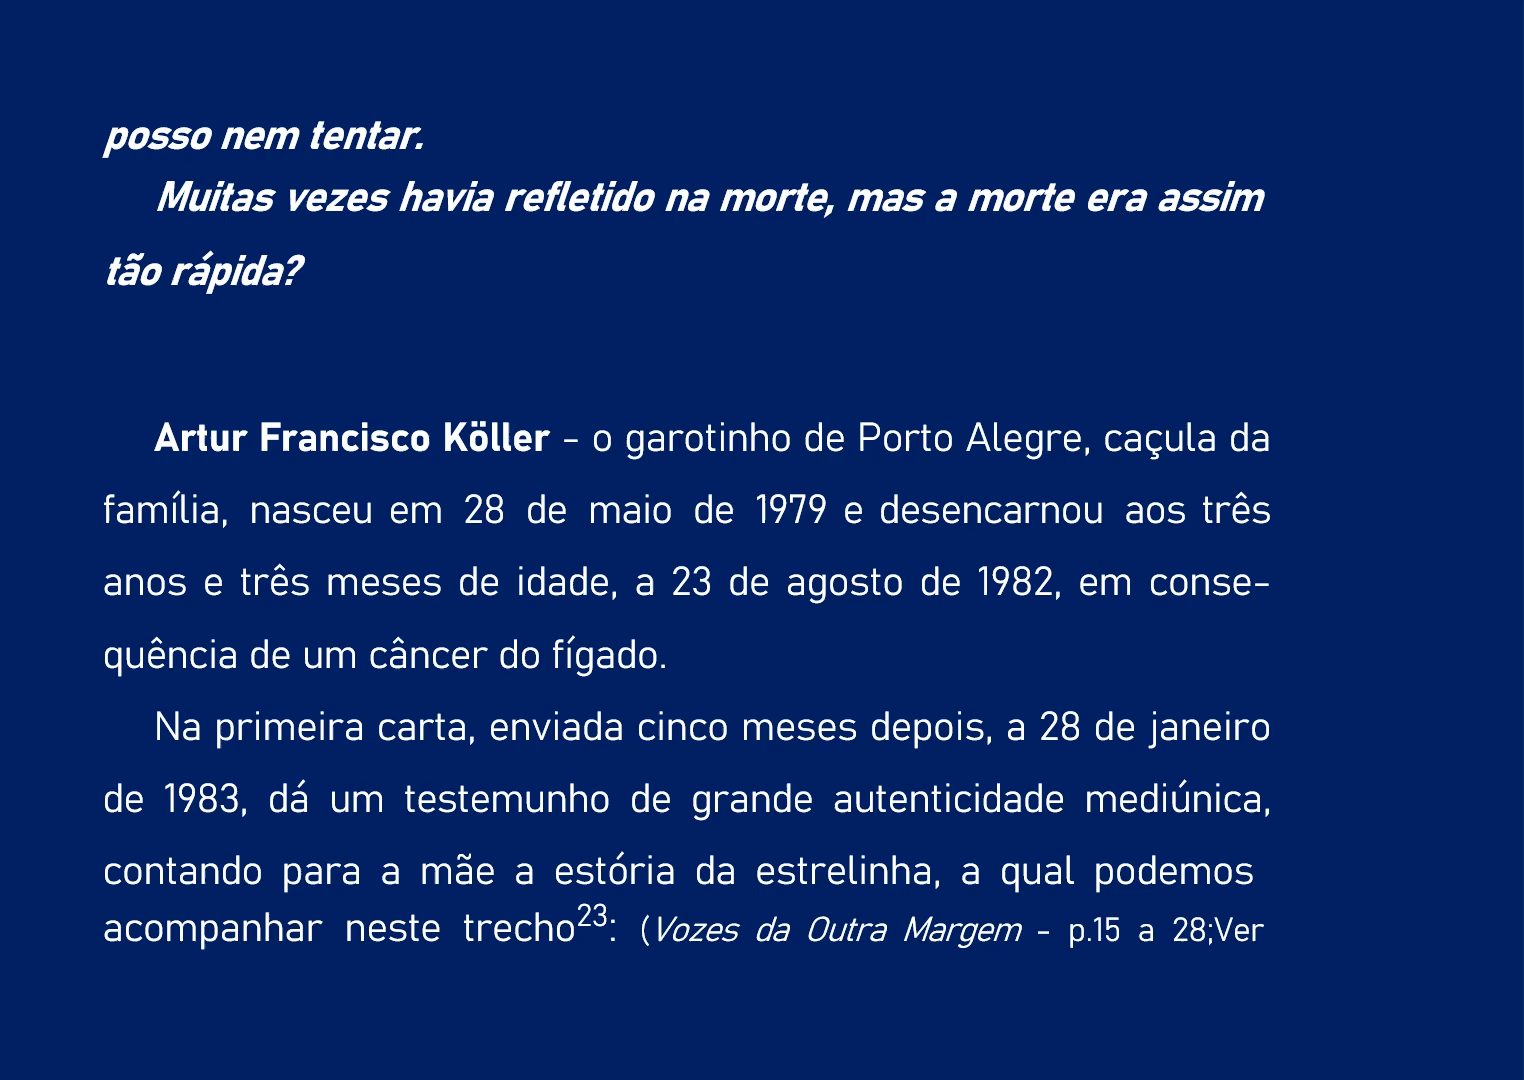 posso nem tentar.
Muitas vezes havia refletido na morte, mas a morte era assim
tão rápida?
Artur Francisco Köller - o garotinho de Porto Alegre, caçula da
família, nasceu em 28 de maio de 1979 e desencarnou aos três
anos e três meses de idade, a 23 de agosto de 1982, em conse-
quência de um câncer do fígado.
Na primeira carta, enviada cinco meses depois, a 28 de janeiro
de 1983, dá um testemunho de grande autenticidade mediúnica,
contando para a mãe a estória da estrelinha, a qual podemos
acompanhar neste trecho23: (Vozes da Outra Margem - p.15 a 28;Ver